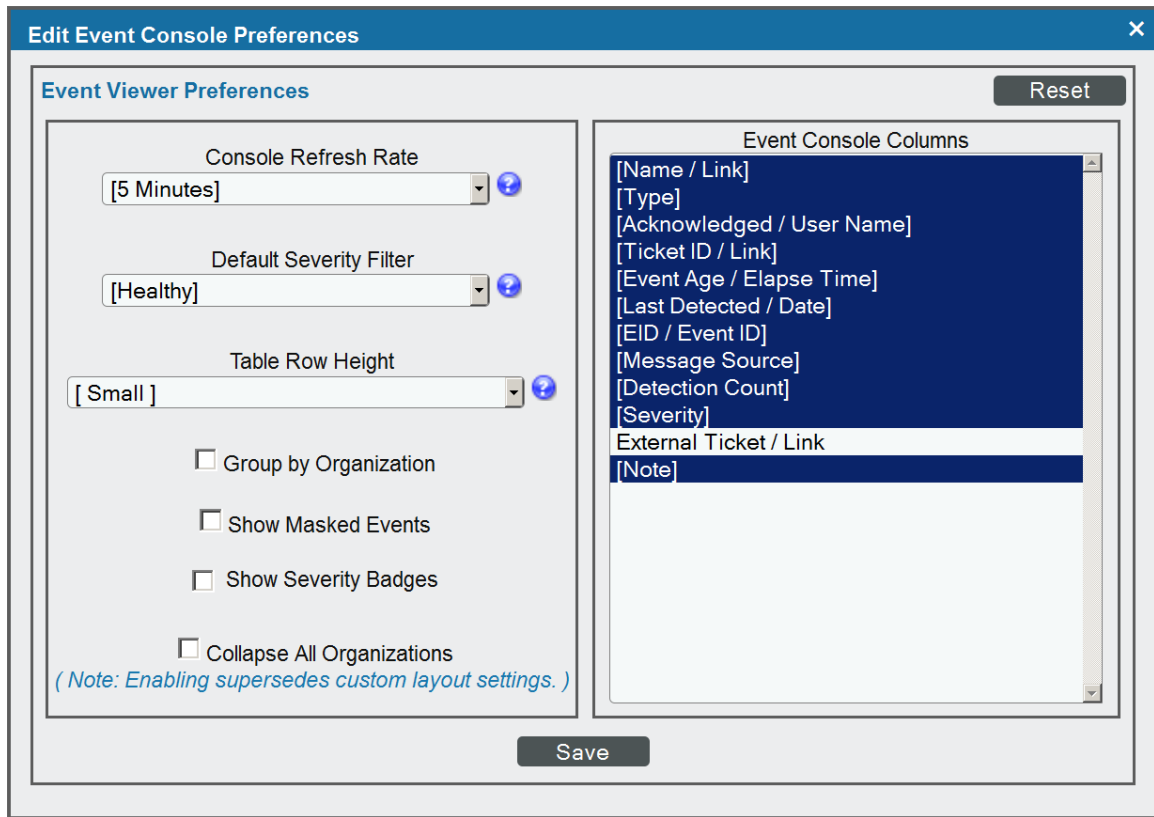 Edit Event Console Preferences
×
Event Viewer Preferences
Reset
Console Refresh Rate
[5 Minutes]
?
Default Severity Filter
[Healthy]
?
Table Row Height
[ Small ]
?
Group by Organization
Show Masked Events
Show Severity Badges
Collapse All Organizations
( Note: Enabling supersedes custom layout settings. )
Event Console Columns
[Name / Link]
[Type]
[Acknowledged / User Name]
[Ticket ID / Link]
[Event Age / Elapse Time]
[Last Detected / Date]
[EID / Event ID]
[Message Source]
[Detection Count]
[Severity]
External Ticket / Link
[Note]
Save